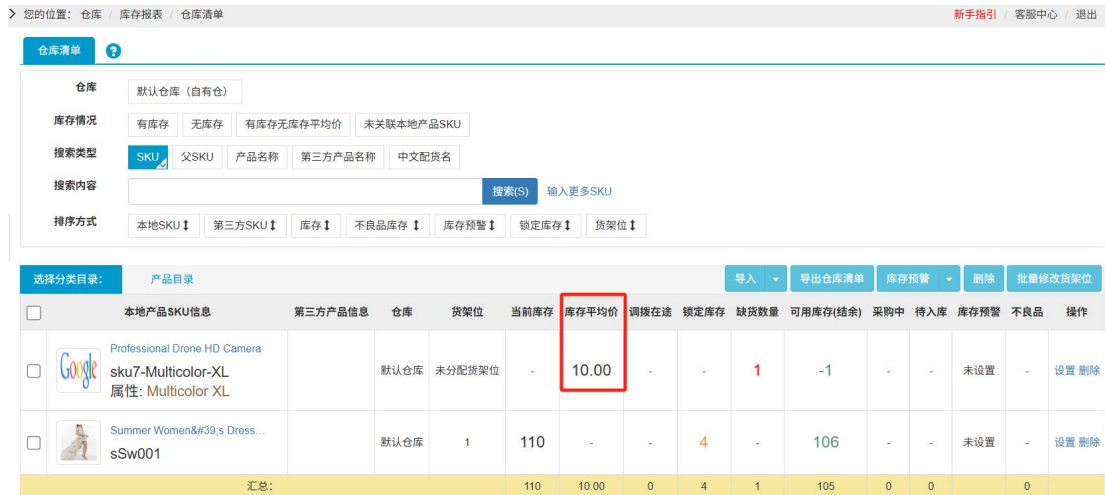 您的位置： 仓库 / 库存报表 / 仓库清单
新手指引 / 客服中心 / 退出
仓库清单 ?
仓库 默认仓库（自有仓）
库存情况 有库存 无库存 有库存无库存平均价 未关联本地产品SKU
搜索类型 SKU 父SKU 产品名称 第三方产品名称 中文配货名
搜索内容 搜索(S) 输入更多SKU
排序方式 本地SKU 第三方SKU 库存 不良品库存 库存预警 锁定库存 货架位
选择分类目录： 产品目录 导入 导出仓库清单 库存预警 删除 批量修改货架位
本地产品SKU信息 第三方产品信息 仓库 货架位 当前库存 库存平均价 调拨在途 锁定库存 缺货数量 可用库存(结余) 采购中 待入库 库存预警 不良品 操作
Google
Professional Drone HD Camera
sku7-Multicolor-XL
属性: Multicolor XL
默认仓库 未分配货架位 - 10.00 - - 1 -1 - - 未设置 - 设置 删除
Summer Women&#39;s Dress...
sSw001
默认仓库 1 110 - - 4 - 106 - - 未设置 - 设置 删除
汇总： 110 10.00 0 4 1 105 0 0 0